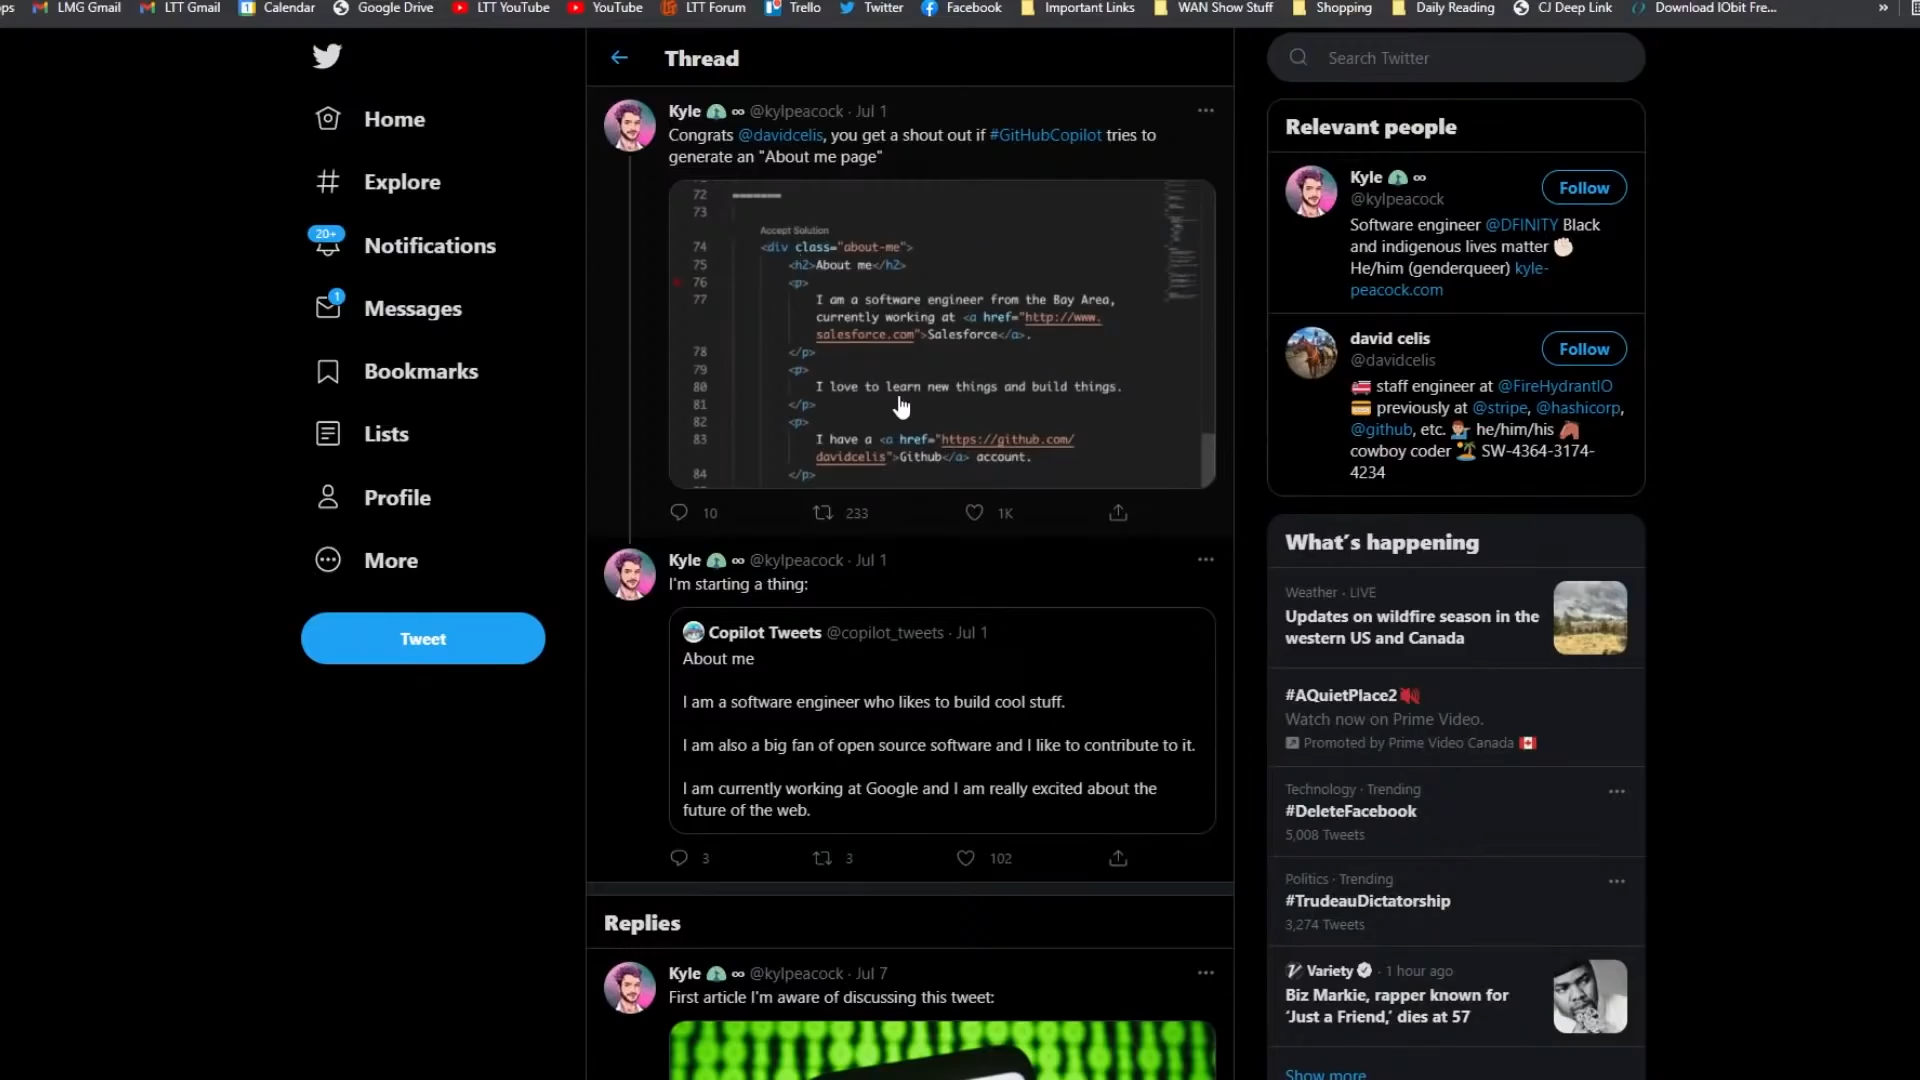 ps
LMG Gmail
LTT Gmail
Calendar
Google Drive
LTT YouTube
YouTube
LTT Forum
Trello
Twitter
Facebook
Important Links
WAN Show Stuff
Shopping
Daily Reading
CJ Deep Link
Download IObit Fre...
»
Home
Explore
20+
Notifications
1
Messages
Bookmarks
Lists
Profile
More
Tweet
Thread
Kyle ∞ @kylpeacock · Jul 1
Congrats @davidcelis, you get a shout out if #GitHubCopilot tries to
generate an "About me page"
72
73
Accept Solution
74 <div class="about-me">
75 <h2>About me</h2>
76 <p>
77 I am a software engineer from the Bay Area,
currently working at <a href="http://www.
salesforce.com">Salesforce</a>.
78 </p>
79 <p>
80 I love to learn new things and build things.
81 </p>
82 <p>
83 I have a <a href="https://github.com/
davidcelis">Github</a> account.
84 </p>
10 233 1K
Kyle ∞ @kylpeacock · Jul 1
I'm starting a thing:
Copilot Tweets @copilot_tweets · Jul 1
About me
I am a software engineer who likes to build cool stuff.
I am also a big fan of open source software and I like to contribute to it.
I am currently working at Google and I am really excited about the
future of the web.
3 3 102
Replies
Kyle ∞ @kylpeacock · Jul 7
First article I'm aware of discussing this tweet:
Search Twitter
Relevant people
Kyle ∞
@kylpeacock
Follow
Software engineer @DFINITY Black
and indigenous lives matter
He/him (genderqueer) kyle-
peacock.com
david celis
@davidcelis
Follow
staff engineer at @FireHydrantIO
previously at @stripe, @hashicorp,
@github, etc. he/him/his
cowboy coder SW-4364-3174-
4234
What's happening
Weather · LIVE
Updates on wildfire season in the
western US and Canada
#AQuietPlace2
Watch now on Prime Video.
Promoted by Prime Video Canada
Technology · Trending
#DeleteFacebook
5,008 Tweets
Politics · Trending
#TrudeauDictatorship
3,274 Tweets
Variety · 1 hour ago
Biz Markie, rapper known for
'Just a Friend,' dies at 57
Show more